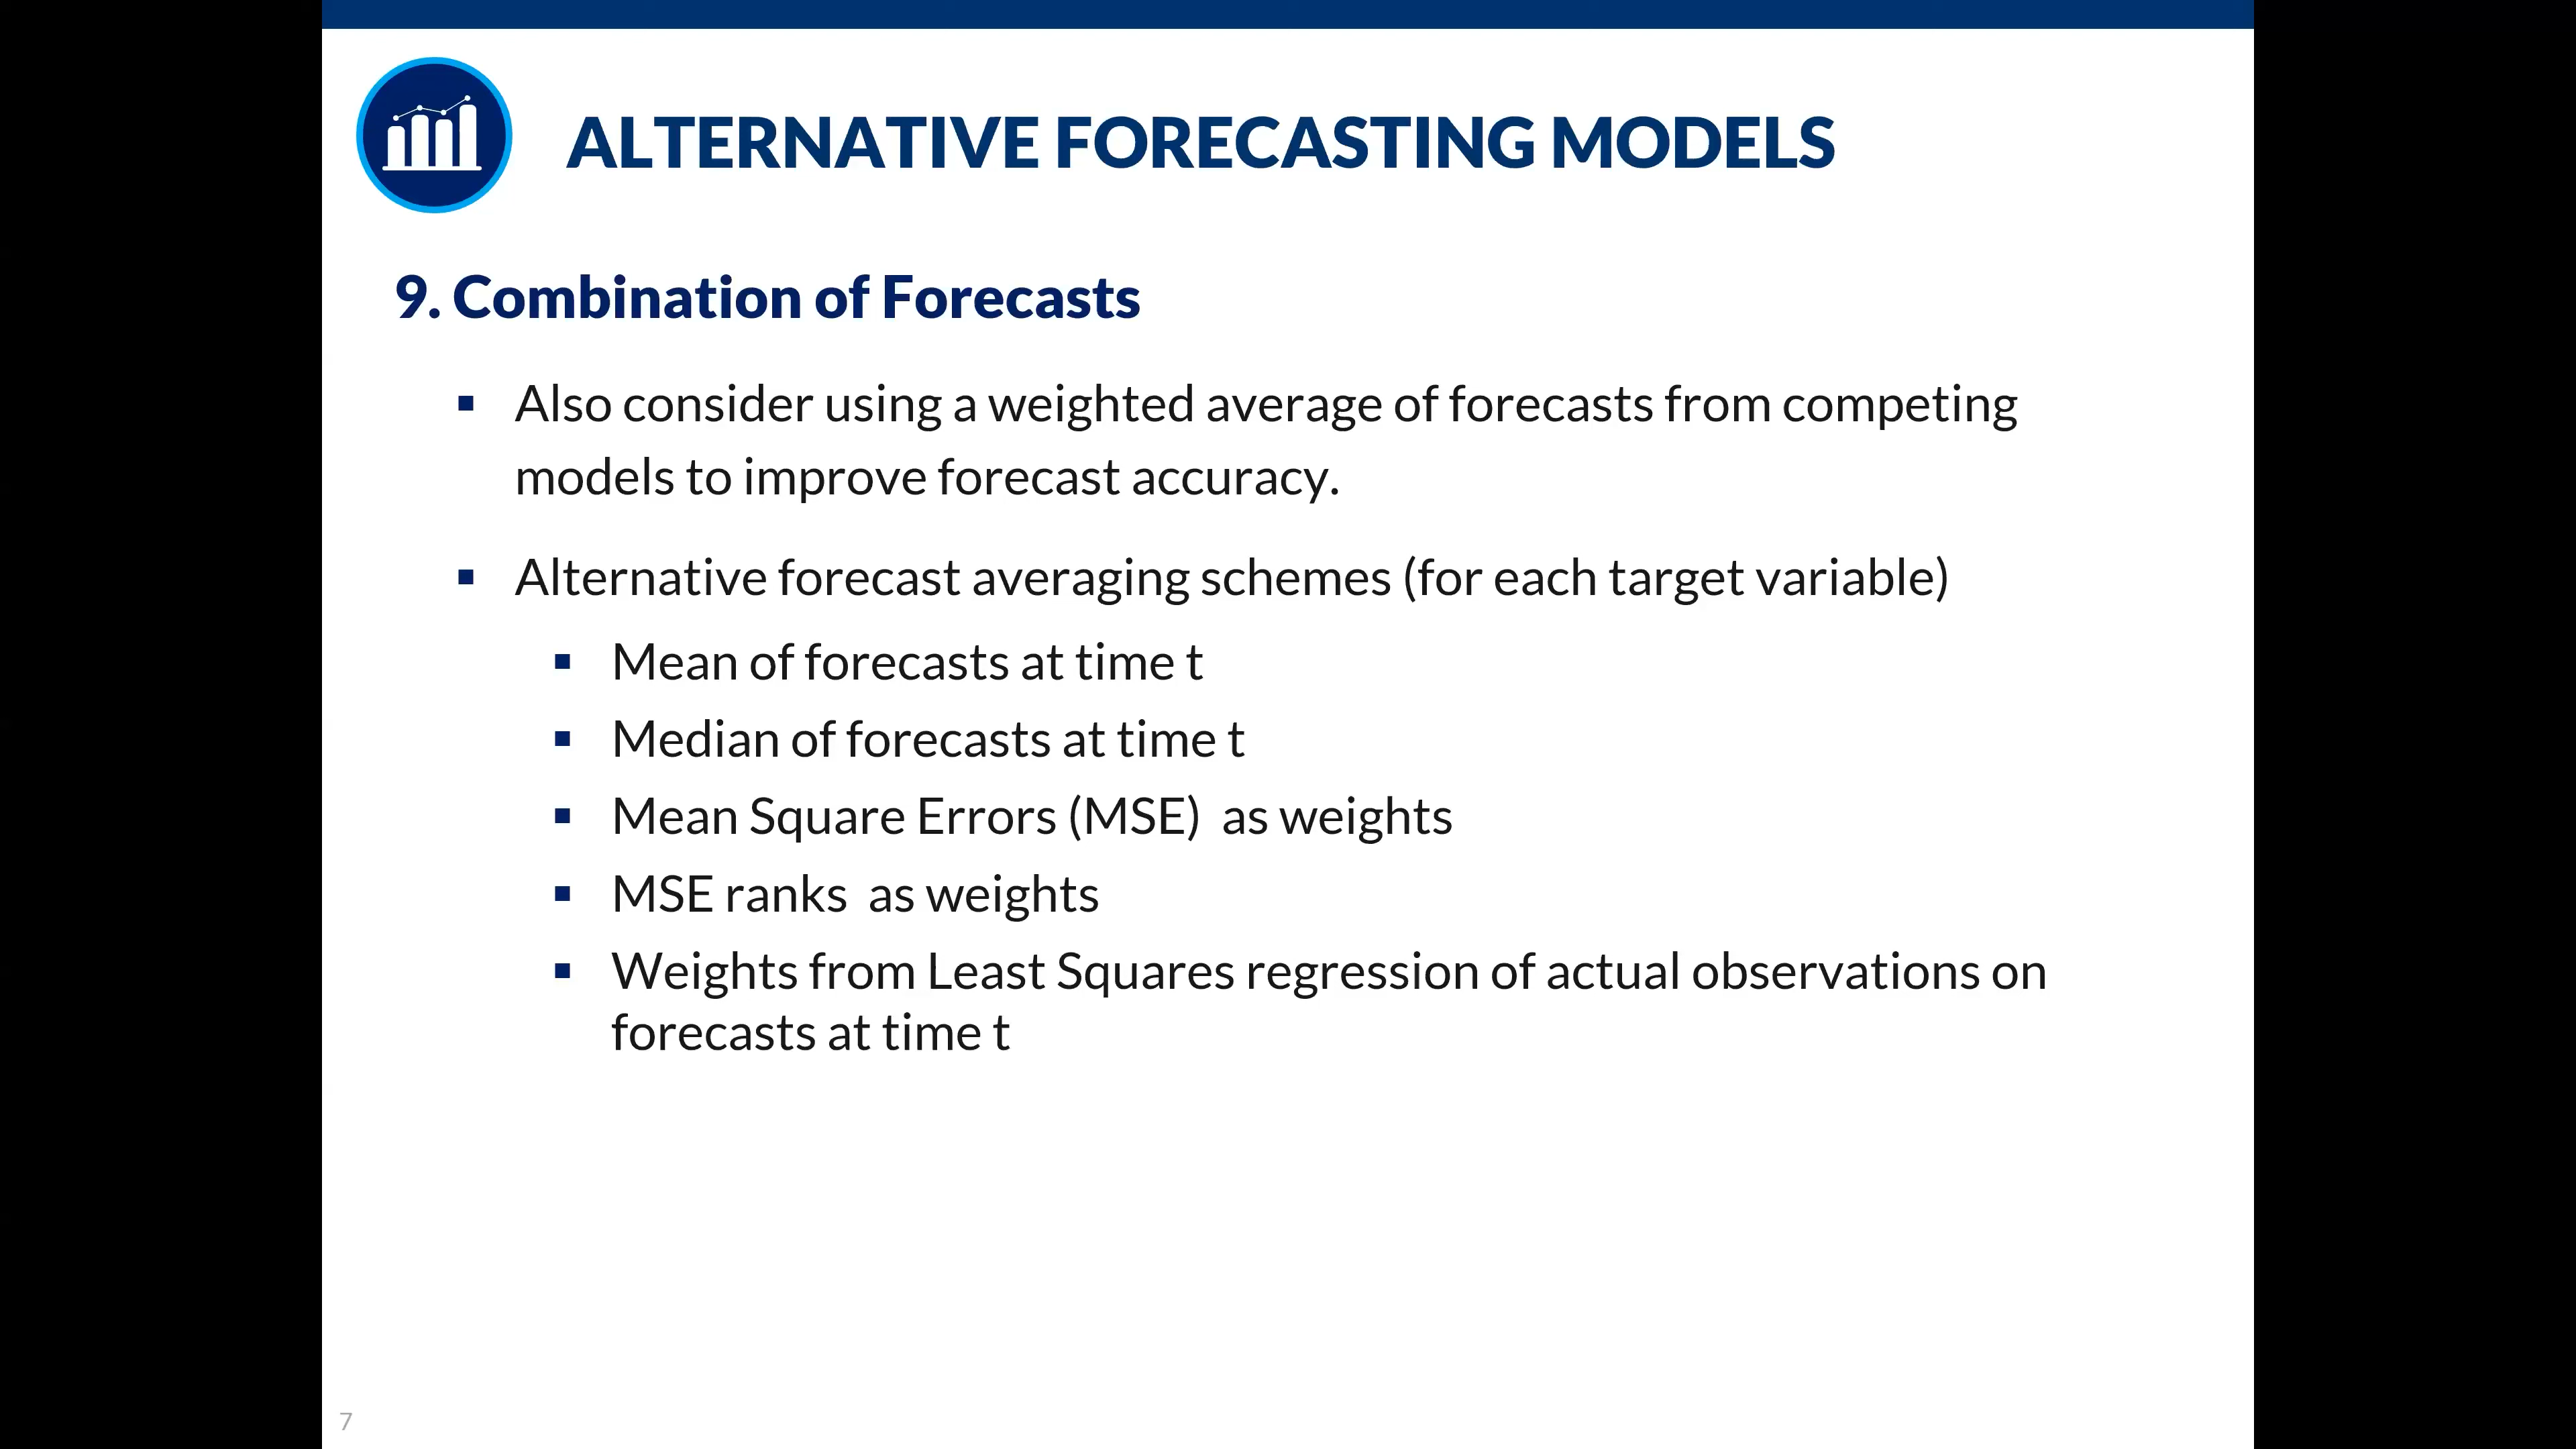 ALTERNATIVE FORECASTING MODELS
9. Combination of Forecasts
▪ Also consider using a weighted average of forecasts from competing
models to improve forecast accuracy.
▪ Alternative forecast averaging schemes (for each target variable)
▪ Mean of forecasts at time t
▪ Median of forecasts at time t
▪ Mean Square Errors (MSE)  as weights
▪ MSE ranks  as weights
▪ Weights from Least Squares regression of actual observations on
forecasts at time t
7